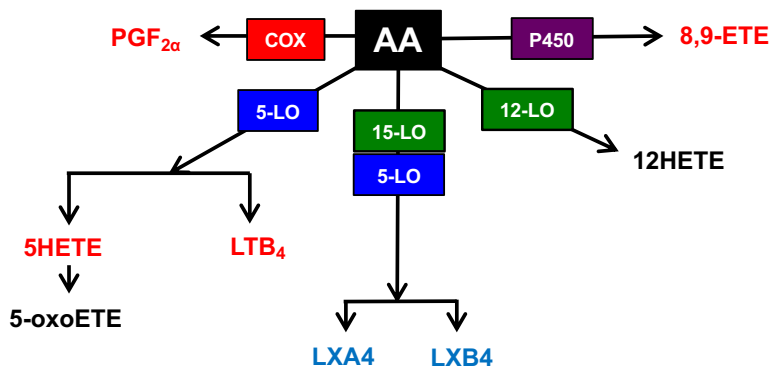 PGF2α
COX
AA
P450
8,9-ETE
5-LO
15-LO
12-LO
5-LO
12HETE
5HETE
LTB4
5-oxoETE
LXA4
LXB4